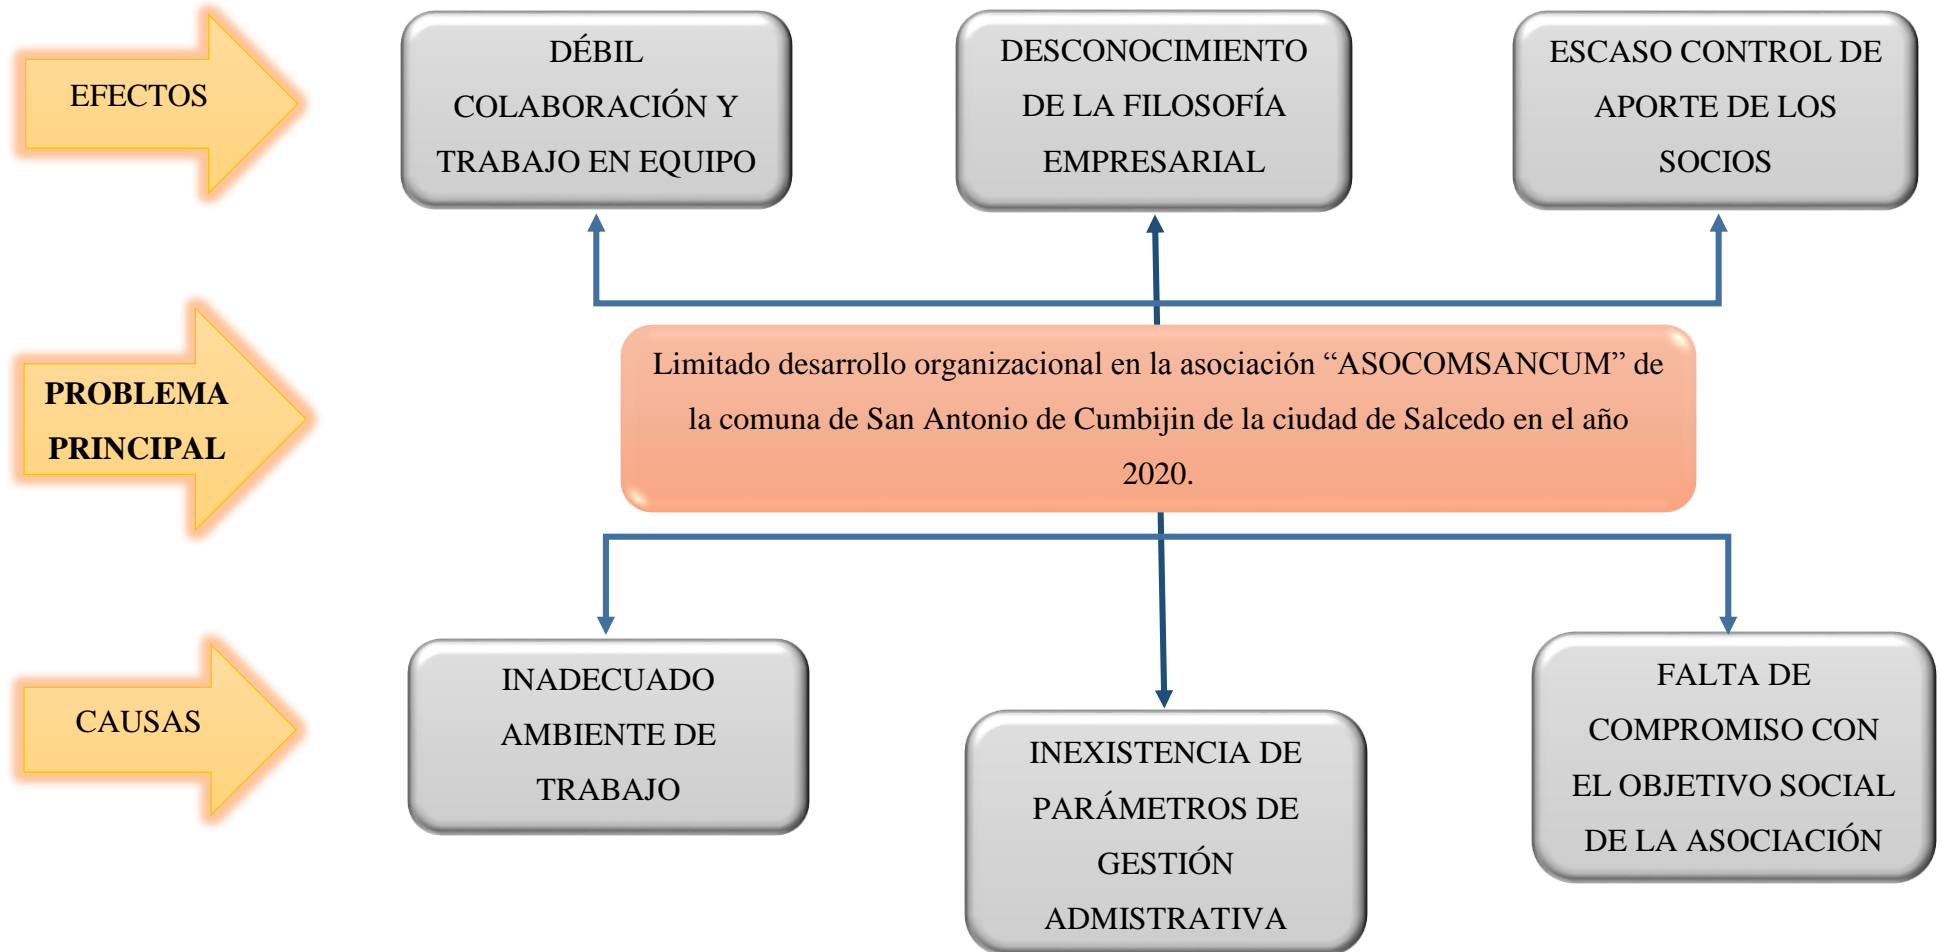 EFECTOS
DÉBIL
COLABORACIÓN Y
TRABAJO EN EQUIPO
DESCONOCIMIENTO
DE LA FILOSOFÍA
EMPRESARIAL
ESCASO CONTROL DE
APORTE DE LOS
SOCIOS
PROBLEMA
PRINCIPAL
Limitado desarrollo organizacional en la asociación “ASOCOMSANCUM” de
la comuna de San Antonio de Cumbijin de la ciudad de Salcedo en el año
2020.
CAUSAS
INADECUADO
AMBIENTE DE
TRABAJO
INEXISTENCIA DE
PARÁMETROS DE
GESTIÓN
ADMISTRATIVA
FALTA DE
COMPROMISO CON
EL OBJETIVO SOCIAL
DE LA ASOCIACIÓN